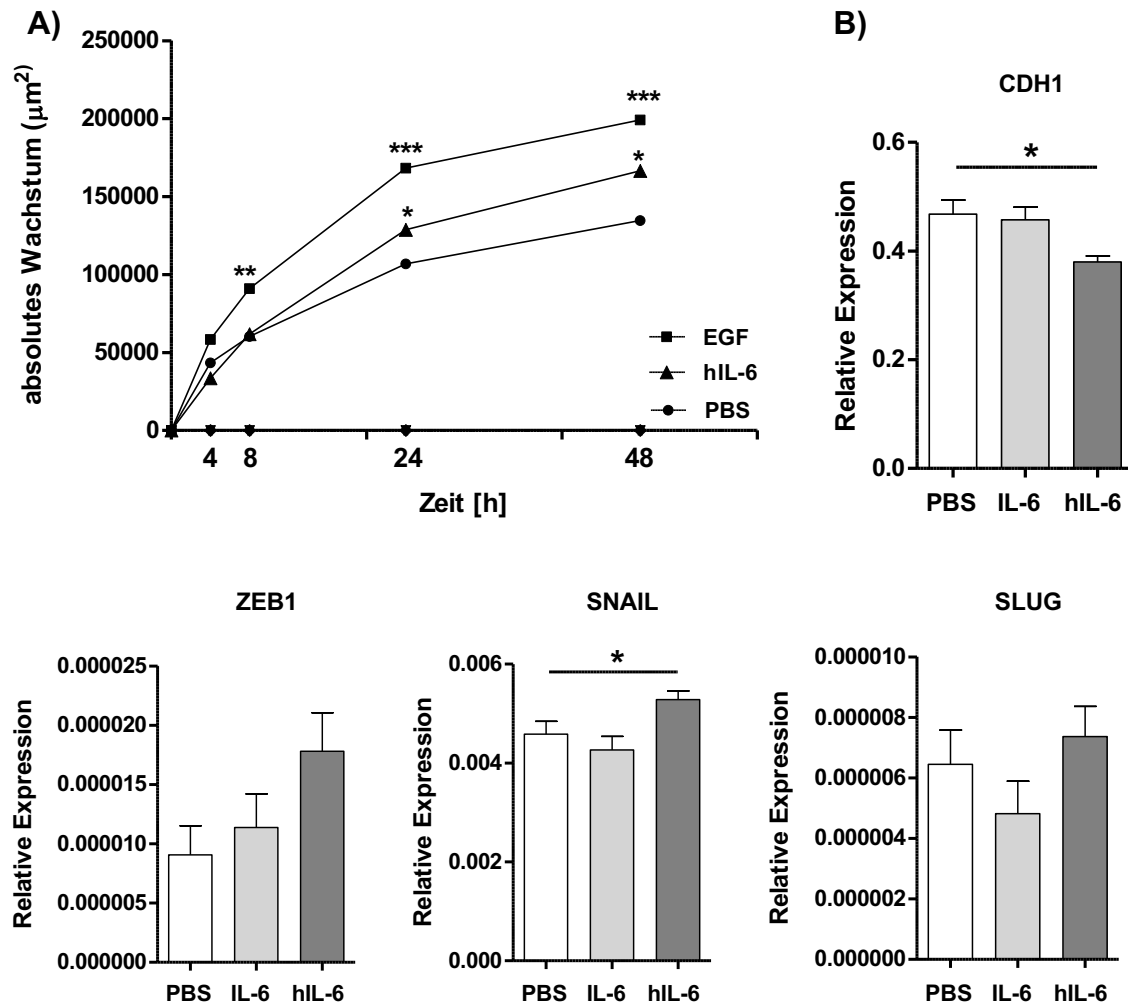 A)
absolutes Wachstum (µm²)
250000
200000
150000
100000
50000
0
**
***
*
***
*
EGF
hIL-6
PBS
4 8 24 48
Zeit [h]
B)
CDH1
*
Relative Expression
0.6
0.4
0.2
0.0
PBS IL-6 hIL-6
ZEB1
Relative Expression
0.000025
0.000020
0.000015
0.000010
0.000005
0.000000
PBS IL-6 hIL-6
SNAIL
*
Relative Expression
0.006
0.004
0.002
0.000
PBS IL-6 hIL-6
SLUG
Relative Expression
0.000010
0.000008
0.000006
0.000004
0.000002
0.000000
PBS IL-6 hIL-6